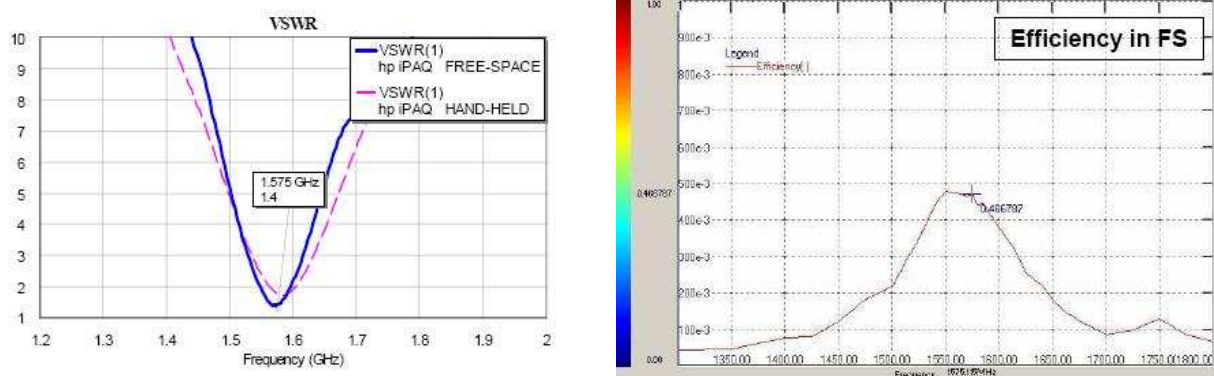 VSWR
10
9
8
7
6
5
4
3
2
1
VSWR(1)
hp iPAQ FREE-SPACE
VSWR(1)
hp iPAQ HAND-HELD
1.575 GHz
1.4
1.2 1.3 1.4 1.5 1.6 1.7 1.8 1.9 2
Frequency (GHz)
1.00
0.466787
0.00
1
Efficiency in FS
Legend
Efficiency[]
900e-3
800e-3
700e-3
600e-3
500e-3
400e-3
300e-3
200e-3
100e-3
0.466787
1350.00 1400.00 1450.00 1500.00 1550.00 1600.00 1650.00 1700.00 1750.00 1800.00
Frequency